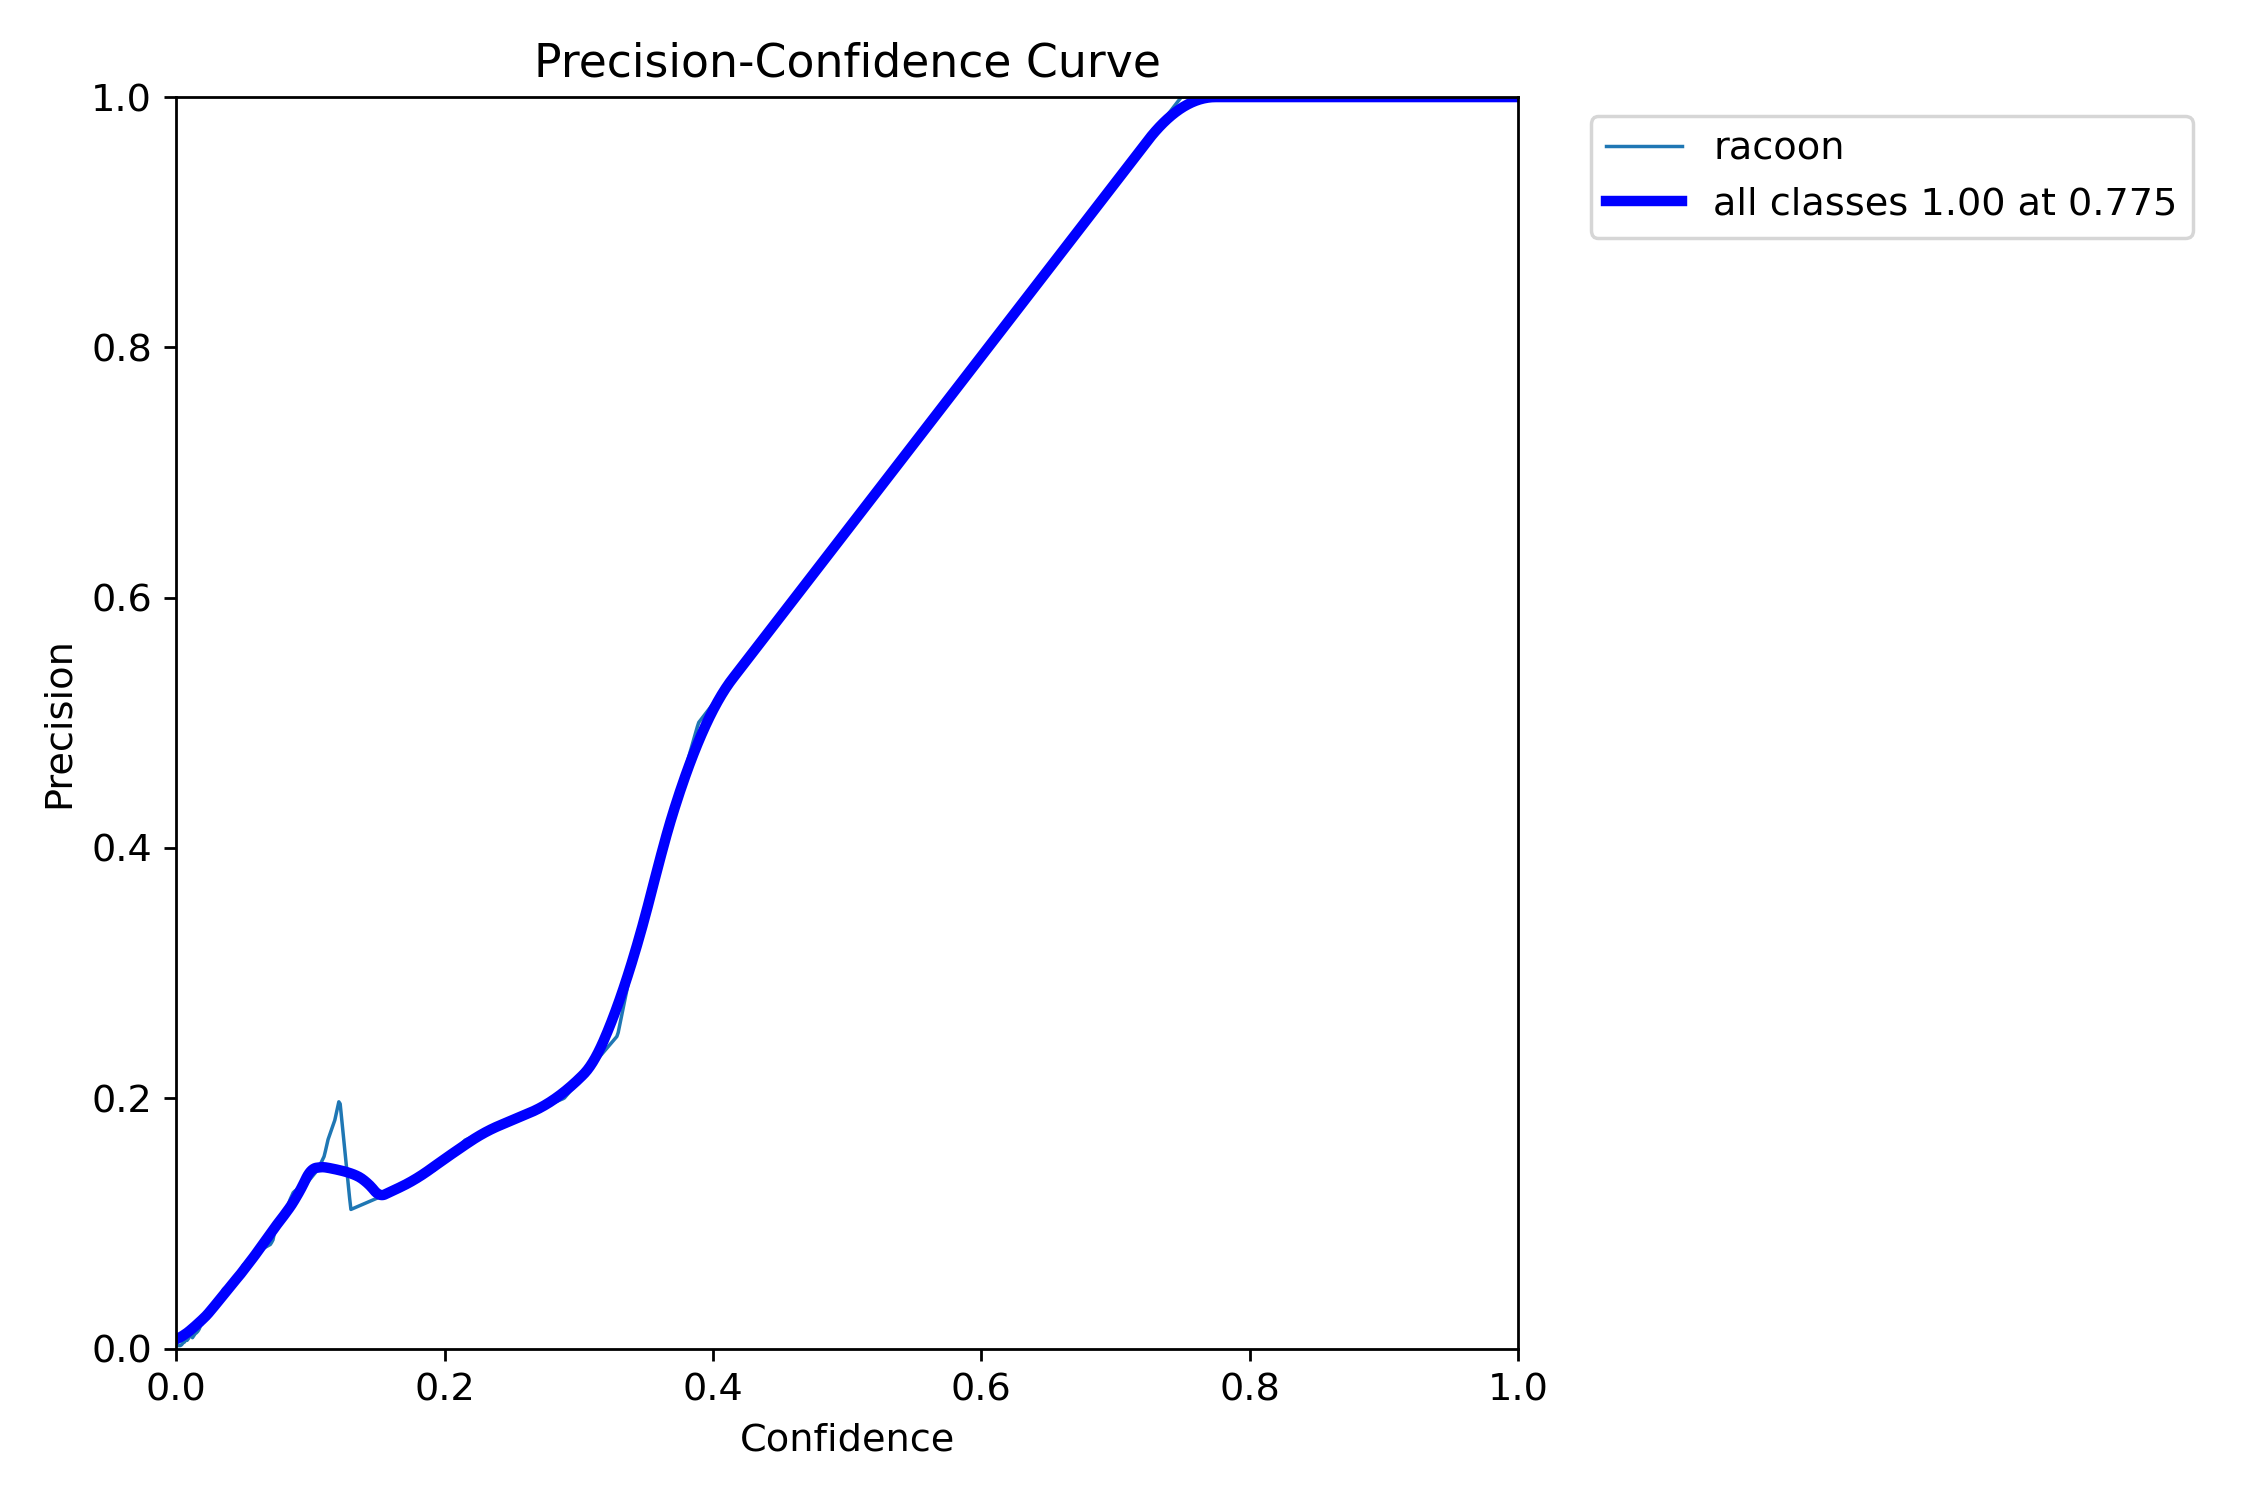 Precision-Confidence Curve
1.0
0.8
0.6
0.4
0.2
0.0
Precision
0.0 0.2 0.4 0.6 0.8 1.0
Confidence
racoon
all classes 1.00 at 0.775